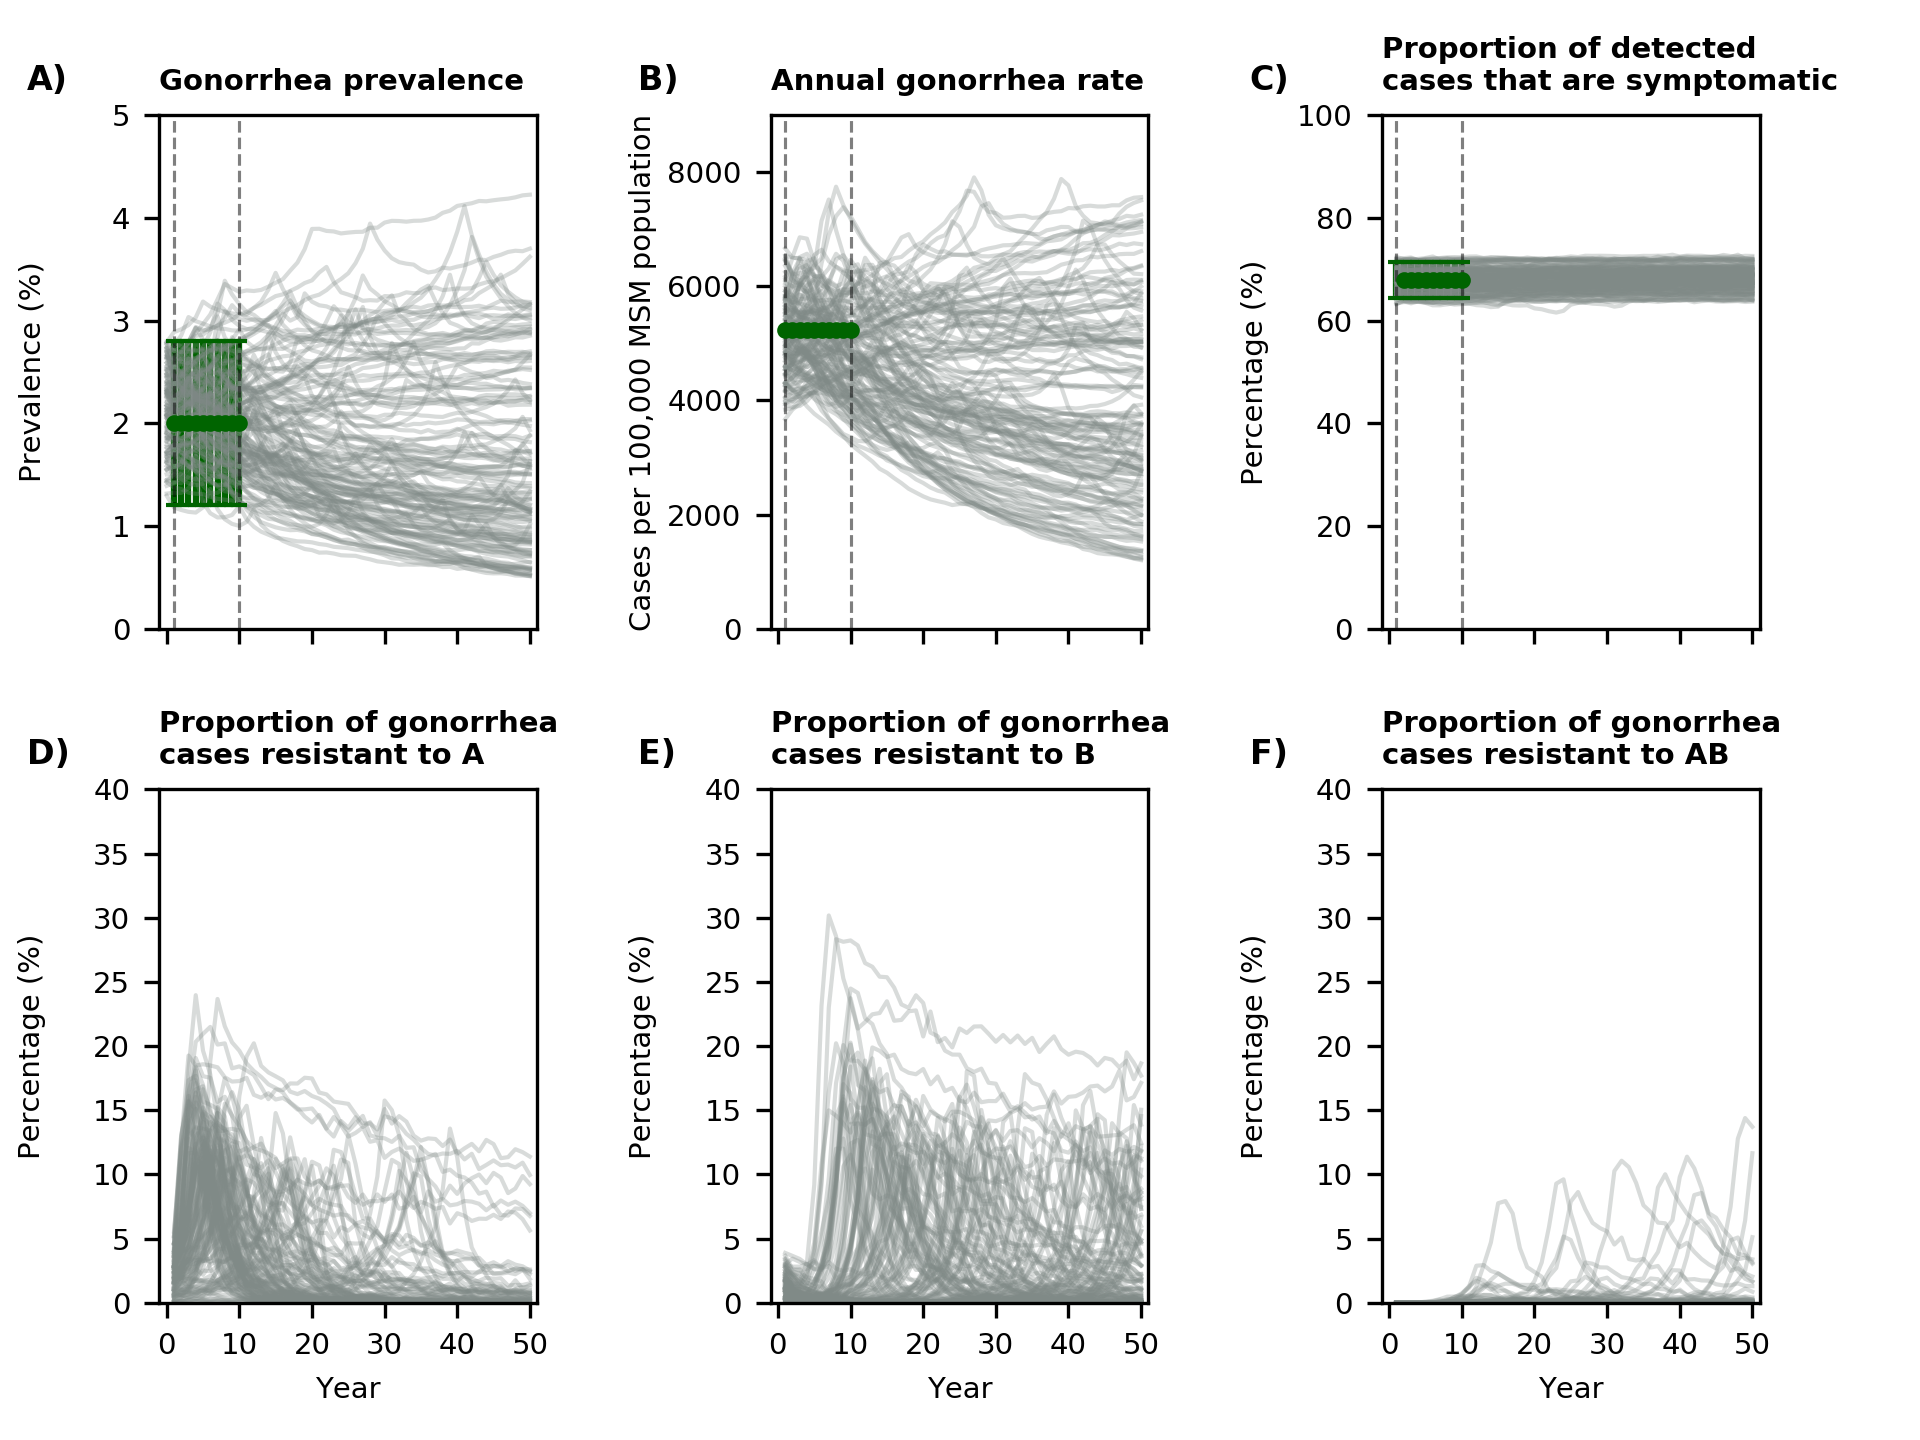 A) Gonorrhea prevalence
Prevalence (%)
5
4
3
2
1
0
B) Annual gonorrhea rate
Cases per 100,000 MSM population
8000
6000
4000
2000
0
C) Proportion of detected
cases that are symptomatic
Percentage (%)
100
80
60
40
20
0
D) Proportion of gonorrhea
cases resistant to A
Percentage (%)
40
35
30
25
20
15
10
5
0
0 10 20 30 40 50
Year
E) Proportion of gonorrhea
cases resistant to B
Percentage (%)
40
35
30
25
20
15
10
5
0
0 10 20 30 40 50
Year
F) Proportion of gonorrhea
cases resistant to AB
Percentage (%)
40
35
30
25
20
15
10
5
0
0 10 20 30 40 50
Year